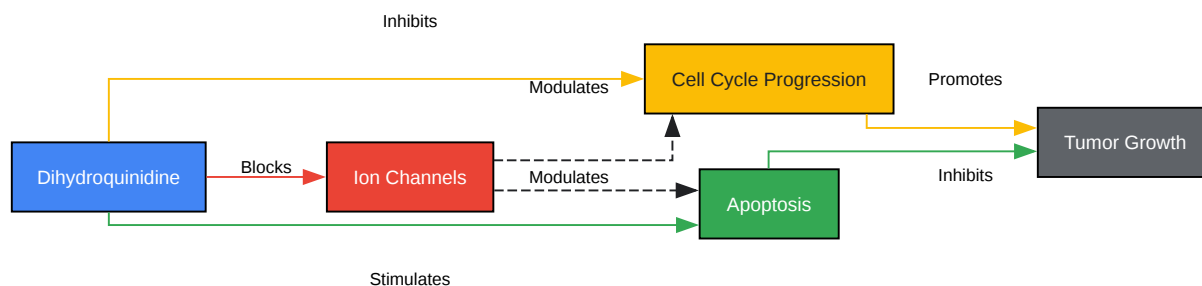 Inhibits
Modulates
Cell Cycle Progression
Promotes
Tumor Growth
Dihydroquinidine
Blocks
Ion Channels
Modulates
Inhibits
Apoptosis
Stimulates